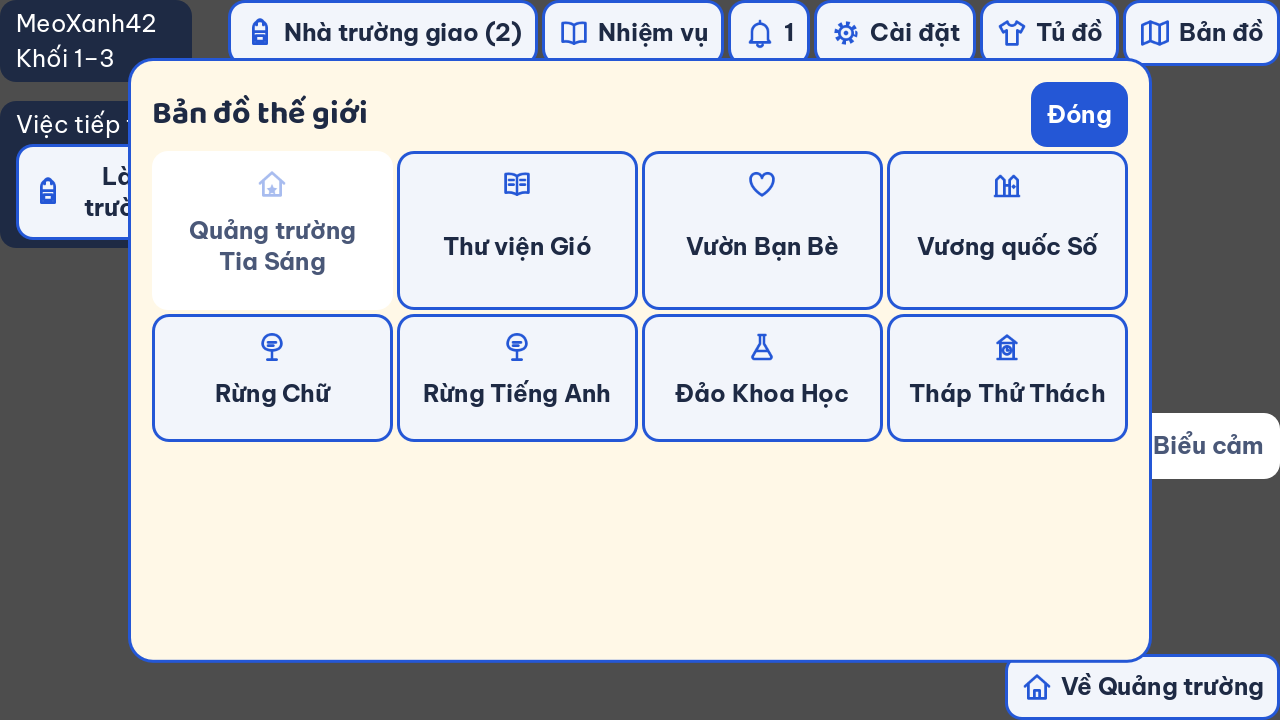 MeoXanh42
Khối 1–3
Nhà trường giao (2)
Nhiệm vụ
1
Cài đặt
Tủ đồ
Bản đồ
Việc tiếp
Bản đồ thế giới
Đóng
Quảng trường
Tia Sáng
Thư viện Gió
Vườn Bạn Bè
Vương quốc Số
Rừng Chữ
Rừng Tiếng Anh
Đảo Khoa Học
Tháp Thử Thách
Biểu cảm
Về Quảng trường